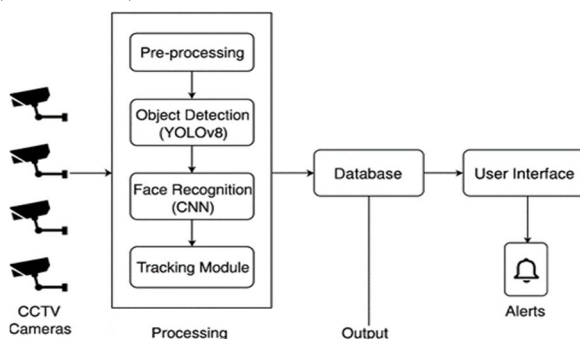 Pre-processing
Object Detection
(YOLOv8)
Face Recognition
(CNN)
Tracking Module
Database
User Interface
CCTV
Cameras
Processing
Output
Alerts